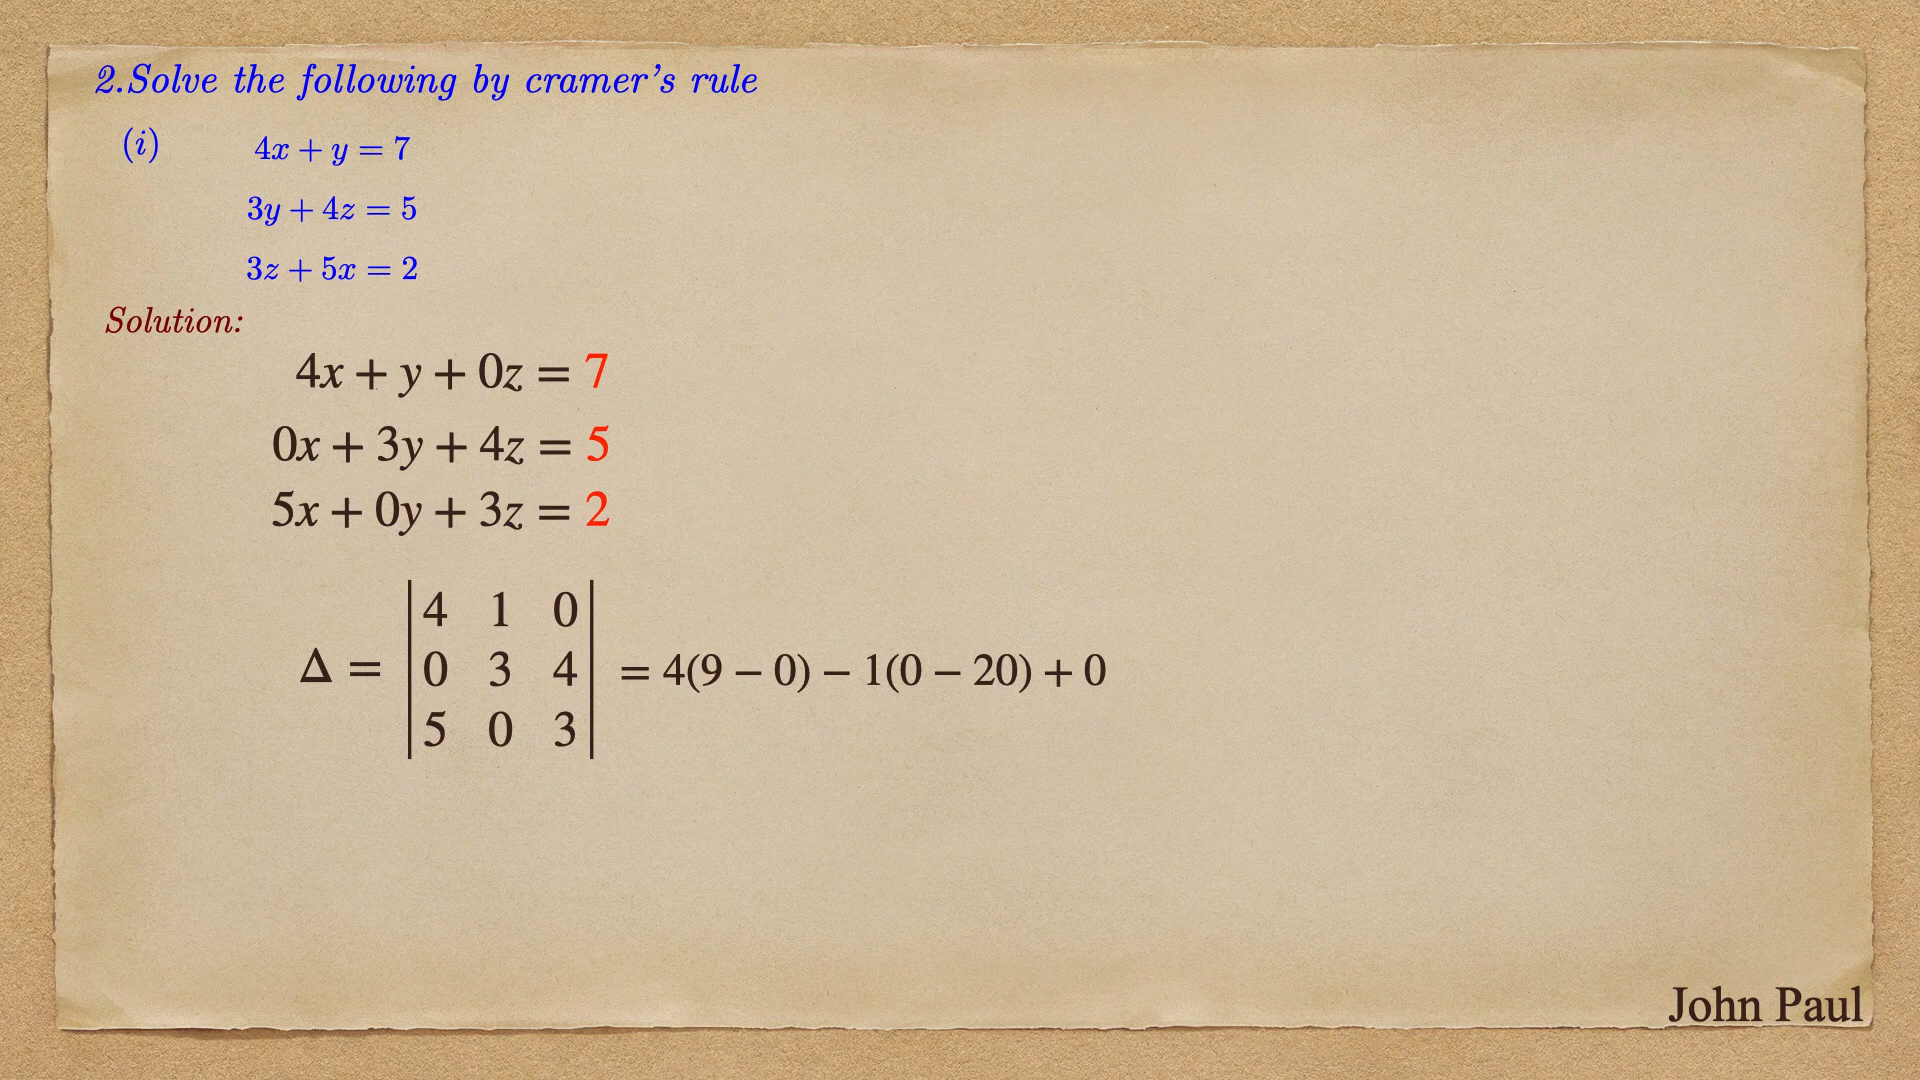 2.Solve the following by cramer's rule
(i) 4x + y = 7
3y + 4z = 5
3z + 5x = 2
Solution:
4x + y + 0z = 7
0x + 3y + 4z = 5
5x + 0y + 3z = 2
4 1 0
Δ = 0 3 4 = 4(9 − 0) − 1(0 − 20) + 0
5 0 3
John Paul